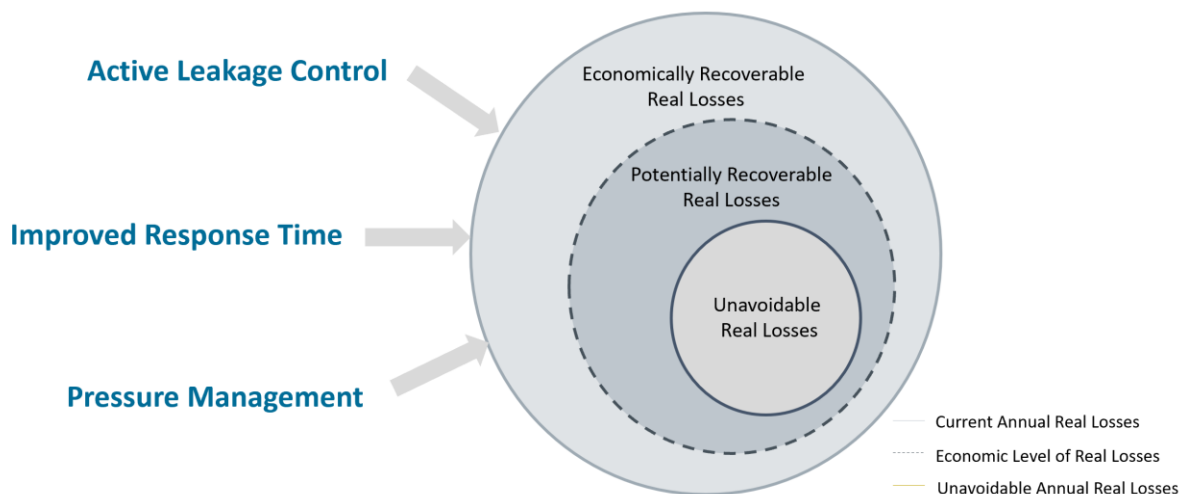 Active Leakage Control
Improved Response Time
Pressure Management
Economically Recoverable
Real Losses
Potentially Recoverable
Real Losses
Unavoidable
Real Losses
Current Annual Real Losses
Economic Level of Real Losses
Unavoidable Annual Real Losses